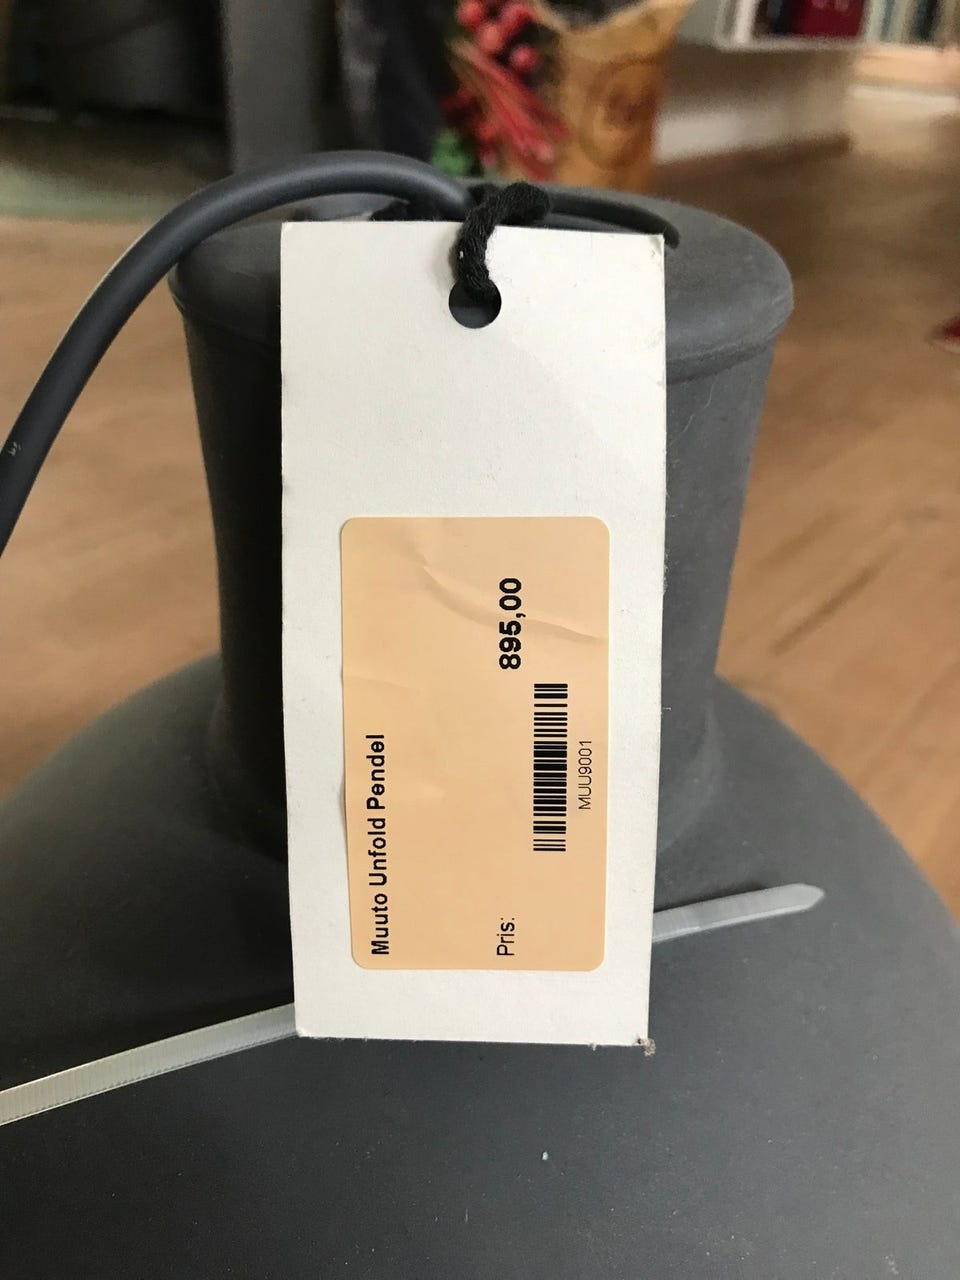 Muuto Unfold Pendel
Pris: 895,00
MUU9001